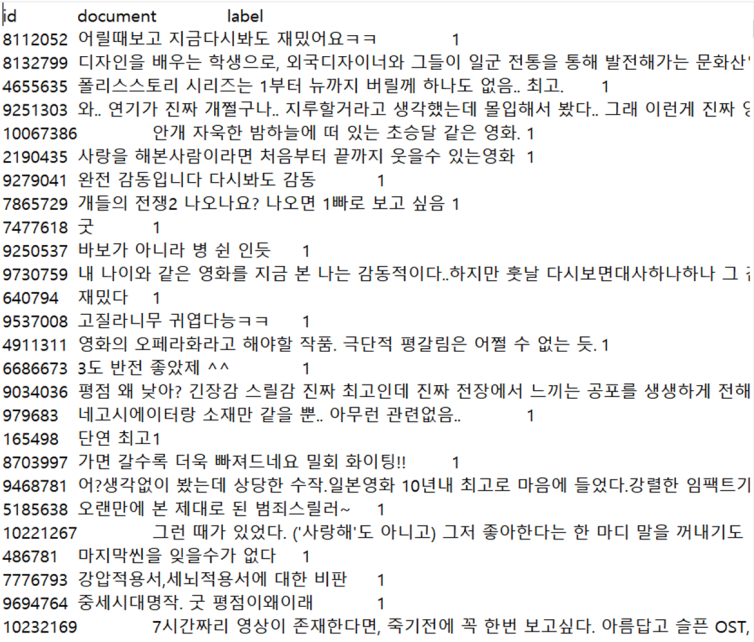 id document label
8112052 어릴때보고 지금다시봐도 재밌어요ㅋㅋ 1
8132799 디자인을 배우는 학생으로, 외국디자이너와 그들이 일군 전통을 통해 발전해가는 문화산
4655635 폴리스스토리 시리즈는 1부터 뉴까지 버릴께 하나도 없음.. 최고. 1
9251303 와.. 연기가 진짜 개쩔구나.. 지루할거라고 생각했는데 몰입해서 봤다.. 그래 이런게 진짜
10067386 안개 자욱한 밤하늘에 떠 있는 초승달 같은 영화. 1
2190435 사랑을 해본사람이라면 처음부터 끝까지 웃을수 있는영화 1
9279041 완전 감동입니다 다시봐도 감동 1
7865729 개들의 전쟁2 나오나요? 나오면 1빠로 보고 싶음 1
7477618 굿 1
9250537 바보가 아니라 병 쉰 인듯 1
9730759 내 나이와 같은 영화를 지금 본 나는 감동적이다..하지만 훗날 다시보면대사하나하나 그
640794 재밌다 1
9537008 고질라니무 귀엽다능ㅋㅋ 1
4911311 영화의 오페라화라고 해야할 작품. 극단적 평갈림은 어쩔 수 없는 듯. 1
6686673 3도 반전 좋았제 ^^ 1
9034036 평점 왜 낮아? 긴장감 스릴감 진짜 최고인데 진짜 전장에서 느끼는 공포를 생생하게 전해
979683 네고시에이터랑 소재만 같을 뿐.. 아무런 관련없음.. 1
165498 단연 최고 1
8703997 가면 갈수록 더욱 빠져드네요 밀회 화이팅!! 1
9468781 어?생각없이 봤는데 상당한 수작.일본영화 10년내 최고로 마음에 들었다.강렬한 임팩트가
5185638 오랜만에 본 제대로 된 범죄스릴러~ 1
10221267 그런 때가 있었다. ('사랑해'도 아니고) 그저 좋아한다는 한 마디 말을 꺼내기도
486781 마지막씬을 잊을수가 없다 1
7776793 강압적용서,세뇌적용서에 대한 비판 1
9694764 중세시대명작. 굿 평점이왜이래 1
10232169 7시간짜리 영상이 존재한다면, 죽기전에 꼭 한번 보고싶다. 아름답고 슬픈 OST,